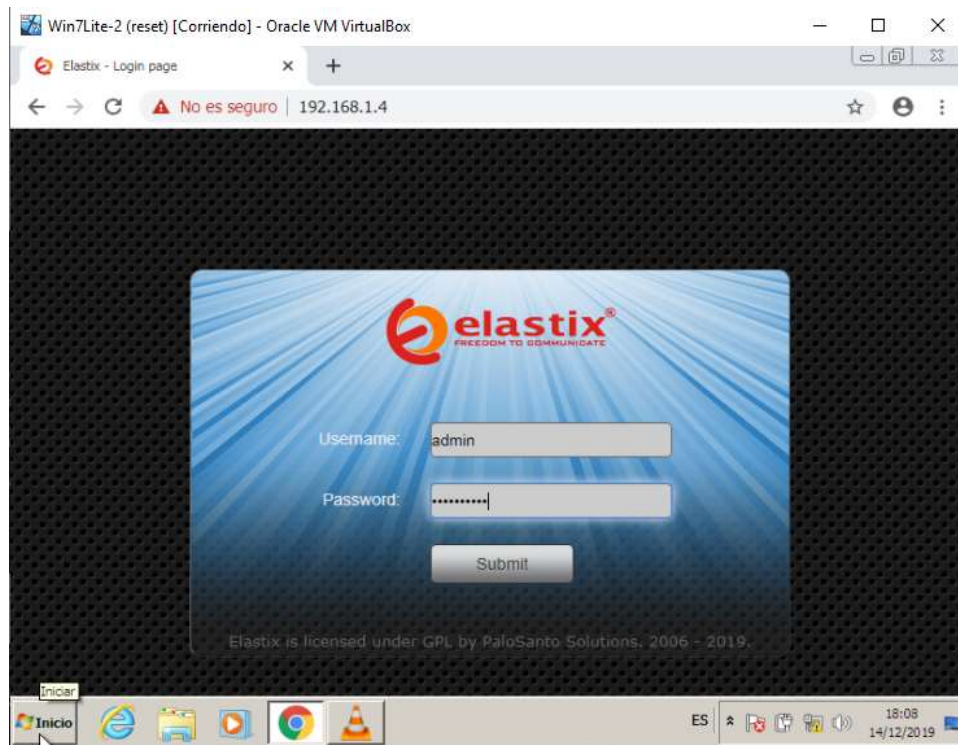 Win7Lite-2 (reset) [Corriendo] - Oracle VM VirtualBox
Elastix - Login page
No es seguro | 192.168.1.4
elastix®
FREEDOM TO COMMUNICATE
Username: admin
Password: ••••••••••
Submit
Elastix is licensed under GPL by PaloSanto Solutions. 2006 - 2019.
Iniciar
Inicio
ES
18:08
14/12/2019